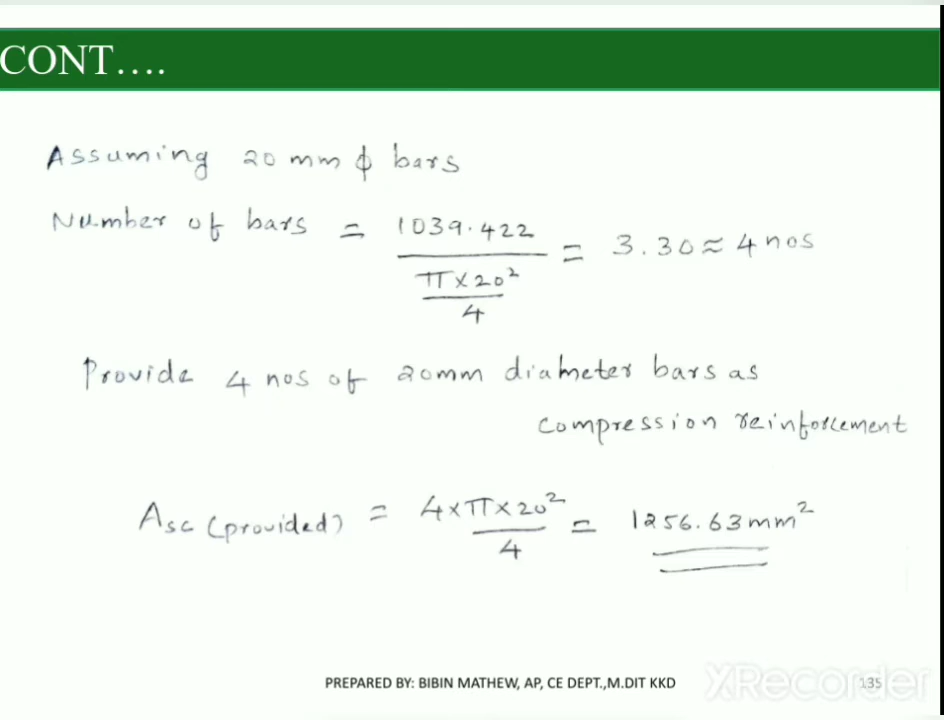 CONT....
Assuming 20 mm ϕ bars
Number of bars = 1039.422 / (π×20²/4) = 3.30 ≈ 4 nos
Provide 4 nos of 20mm diameter bars as
compression reinforcement
Asc (provided) = 4×π×20²/4 = 1256.63mm²
PREPARED BY: BIBIN MATHEW, AP, CE DEPT.,M.DIT KKD
XRecorder
135